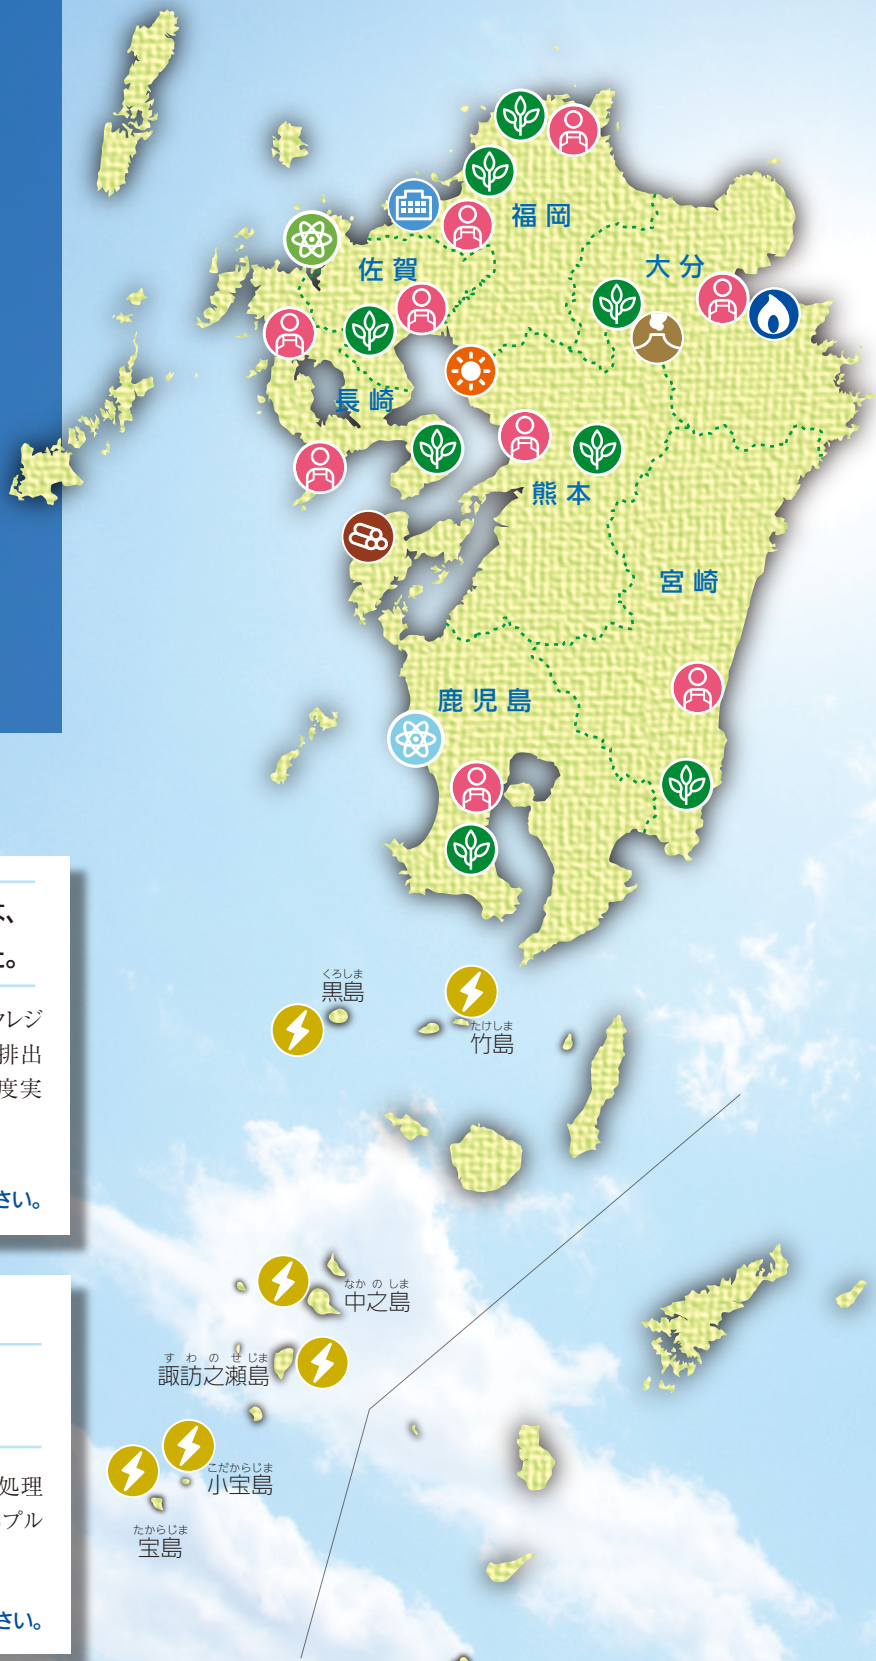 福岡
佐賀
大分
長崎
熊本
宮崎
鹿児島
くろしま
黒島
たけしま
竹島
なかのしま
中之島
すわのせじま
諏訪之瀬島
こだからじま
小宝島
たからじま
宝島
は、
た。
クレジ
排出
度実
さい。
処理
プル
さい。